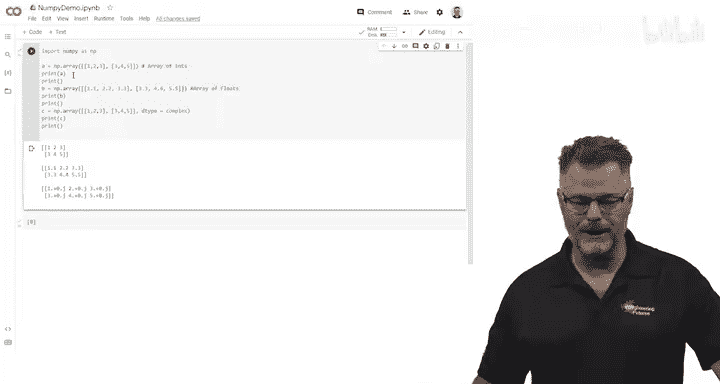 NumpyDemo.ipynb
File Edit View Insert Runtime Tools Help All changes saved
Comment Share
+ Code + Text
RAM
Disk
Editing
import numpy as np
a = np.array([[1,2,3], [3,4,5]]) # Array of ints
print(a)
print()
B = np.array([[1.1, 2.2, 3.3], [3.3, 4.4, 5.5]]) #Array of floats
print(b)
print()
c = np.array([[1,2,3], [3,4,5]], dtype = complex)
print(c)
print()
[[1 2 3]
[3 4 5]]
[[1.1 2.2 3.3]
[3.3 4.4 5.5]]
[[1.+0.j 2.+0.j 3.+0.j]
[3.+0.j 4.+0.j 5.+0.j]]
bilibili
Engineering